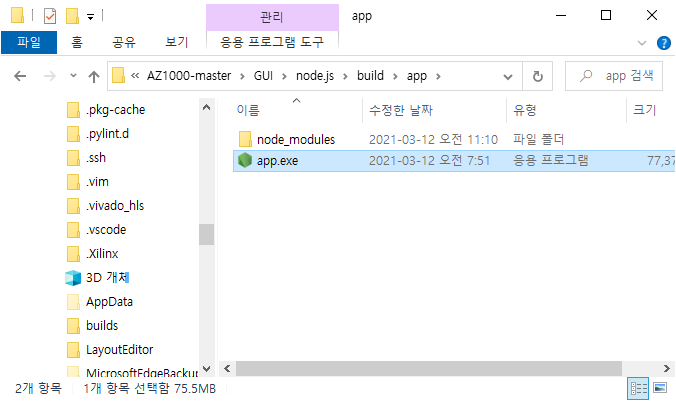 관리
app
파일
홈
공유
보기
응용 프로그램 도구
« AZ1000-master > GUI > node.js > build > app >
app 검색
.pkg-cache
.pylint.d
.ssh
.vim
.vivado_hls
.vscode
.Xilinx
3D 개체
AppData
builds
LayoutEditor
MicrosoftEdgeBackup
이름 수정한 날짜 유형 크기
node_modules 2021-03-12 오전 11:10 파일 폴더
app.exe 2021-03-12 오전 7:51 응용 프로그램 77,37
2개 항목 1개 항목 선택함 75.5MB